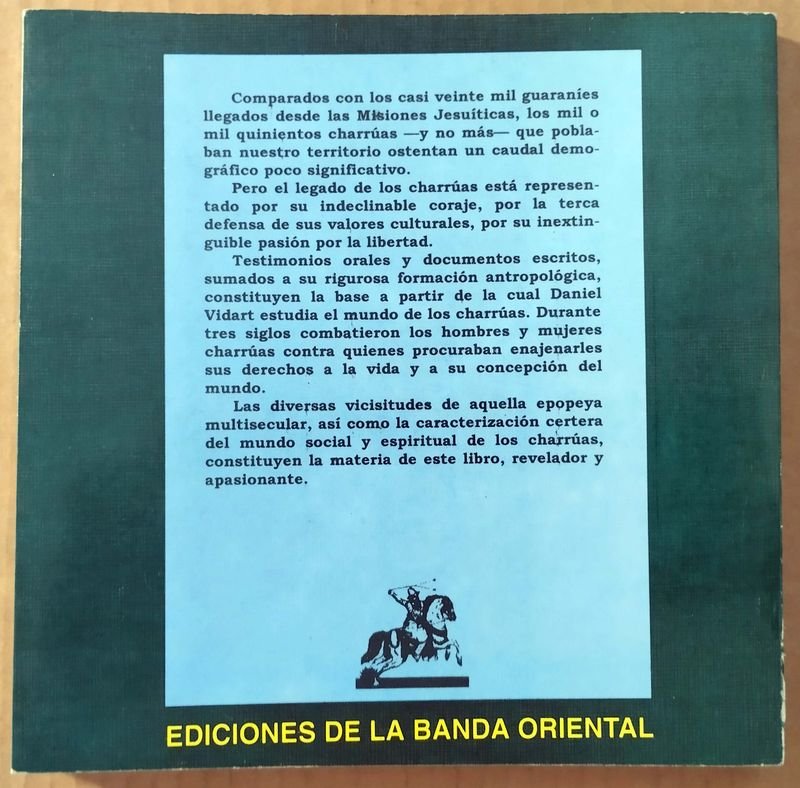 Comparados con los casi veinte mil guaraníes
llegados desde las Misiones Jesuíticas, los mil o
mil quinientos charrúas —y no más— que pobla-
ban nuestro territorio ostentan un caudal demo-
gráfico poco significativo.
Pero el legado de los charrúas está represen-
tado por su indeclinable coraje, por la terca
defensa de sus valores culturales, por su inextin-
guible pasión por la libertad.
Testimonios orales y documentos escritos,
sumados a su rigurosa formación antropológica,
constituyen la base a partir de la cual Daniel
Vidart estudia el mundo de los charrúas. Durante
tres siglos combatieron los hombres y mujeres
charrúas contra quienes procuraban enajenarles
sus derechos a la vida y a su concepción del
mundo.
Las diversas vicisitudes de aquella epopeya
multisecular, así como la caracterización certera
del mundo social y espiritual de los charrúas,
constituyen la materia de este libro, revelador y
apasionante.
EDICIONES DE LA BANDA ORIENTAL